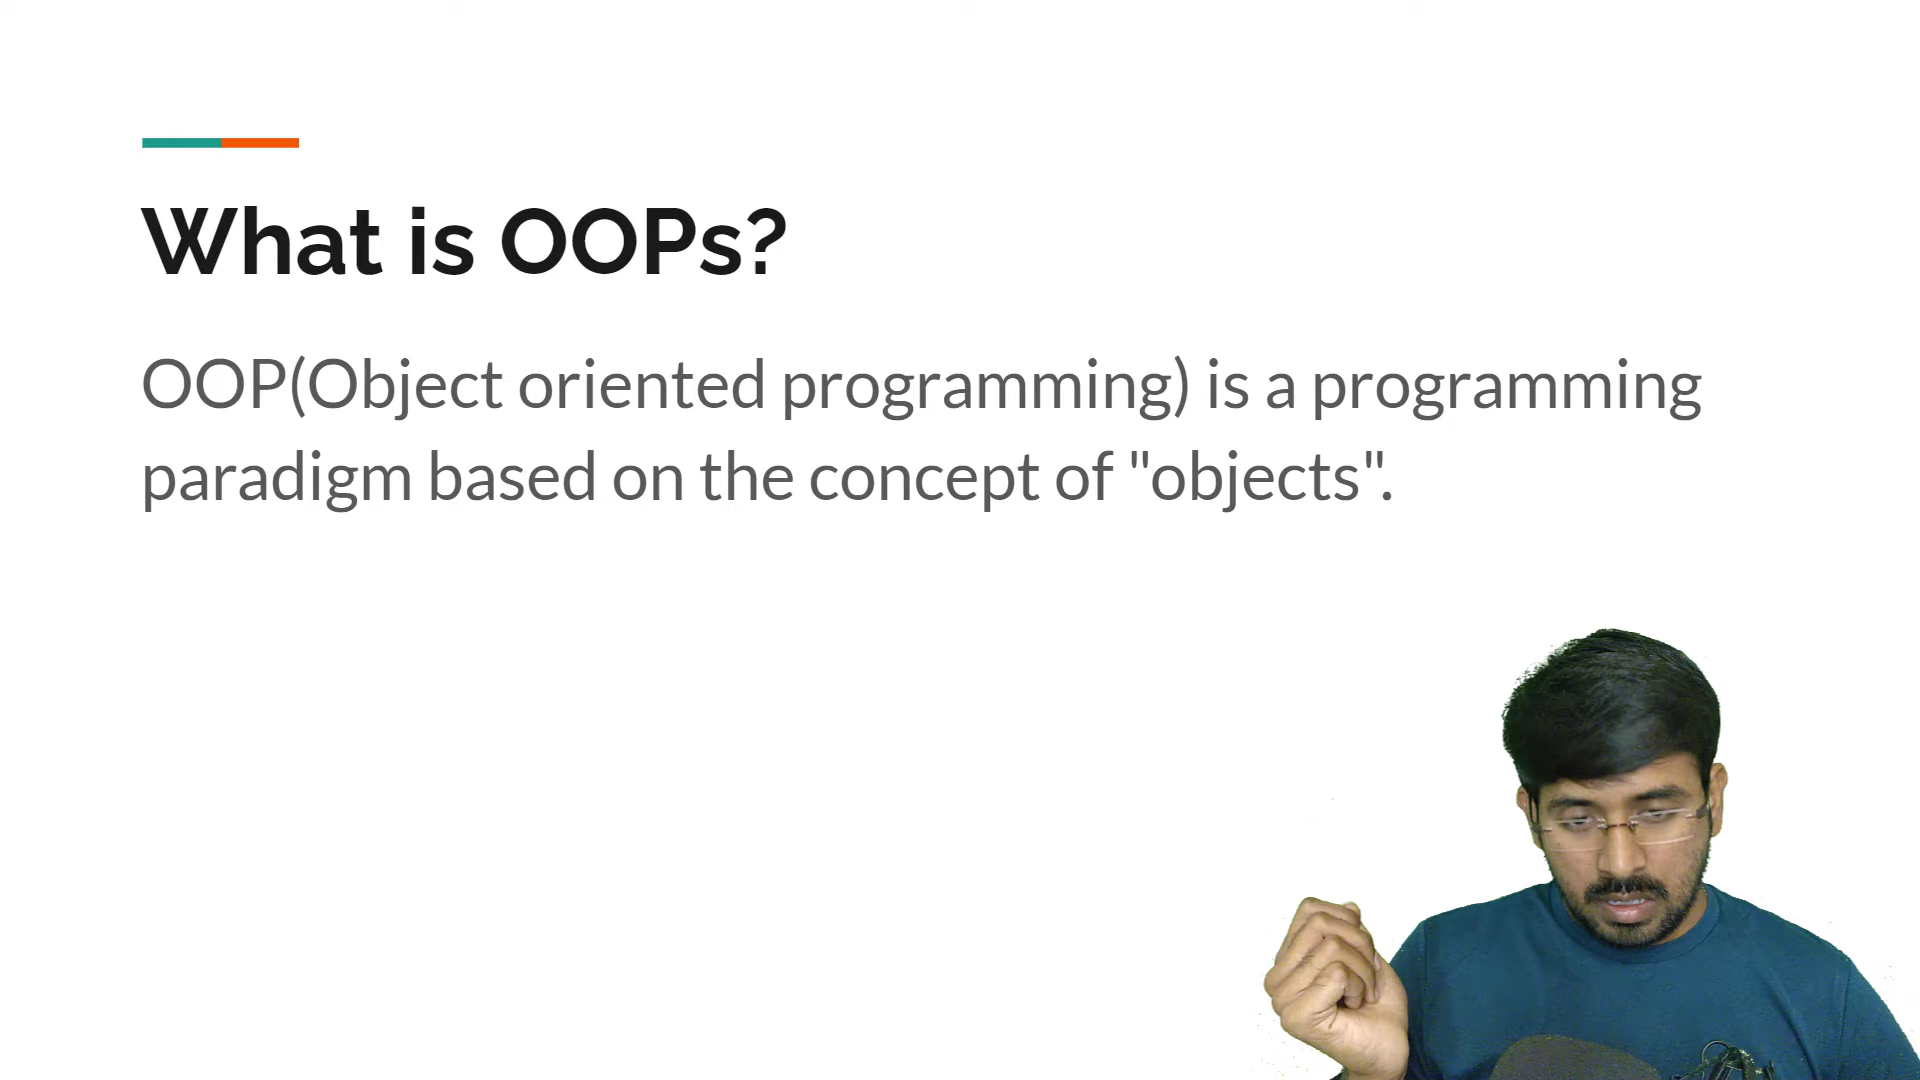 What is OOPs?
OOP(Object oriented programming) is a programming
paradigm based on the concept of "objects".